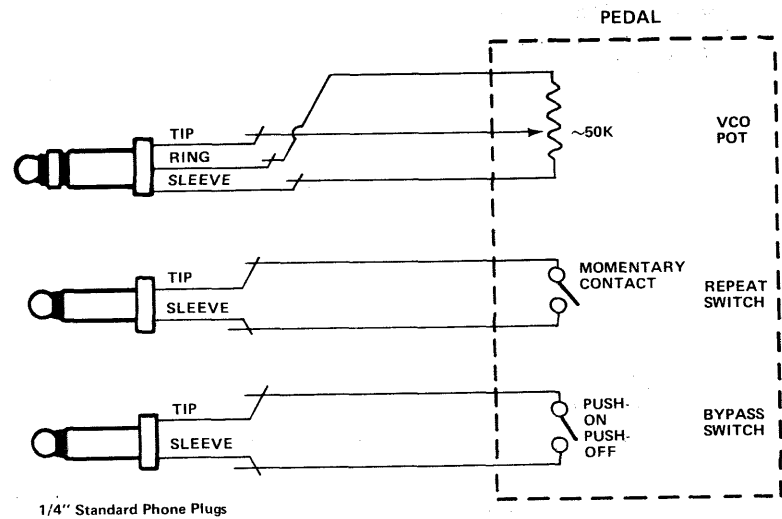 PEDAL
TIP
RING
SLEEVE
~50K
VCO
POT
TIP
SLEEVE
MOMENTARY
CONTACT
REPEAT
SWITCH
TIP
SLEEVE
PUSH-
ON
PUSH-
OFF
BYPASS
SWITCH
1/4" Standard Phone Plugs